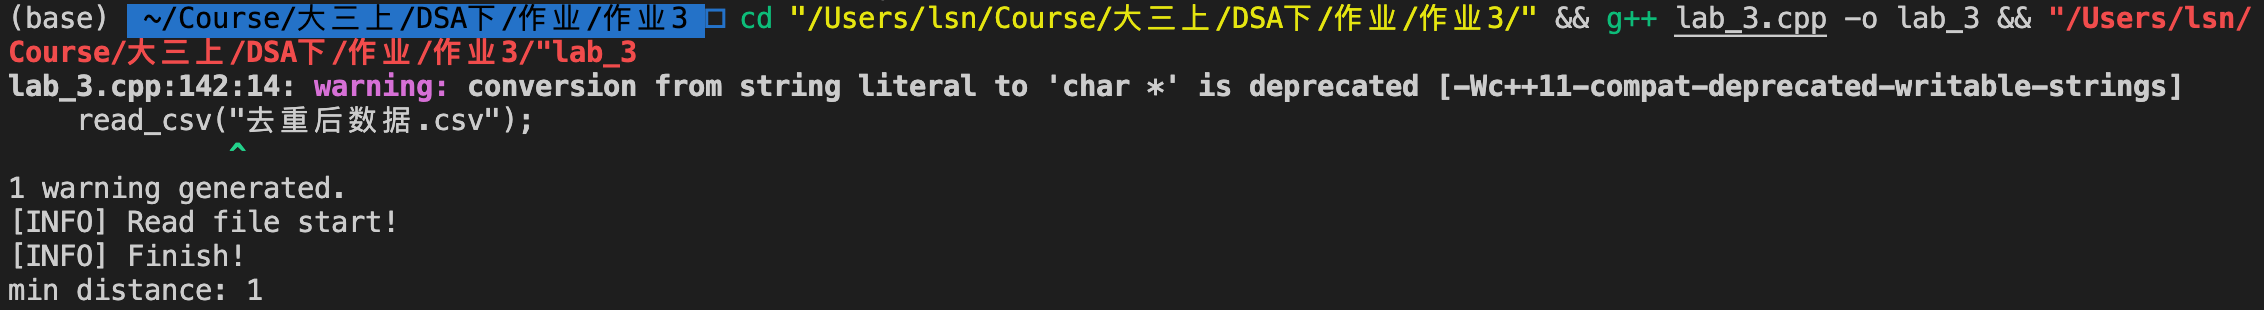 (base) ~/Course/大三上/DSA下/作业/作业3 cd "/Users/lsn/Course/大三上/DSA下/作业/作业3/" && g++ lab_3.cpp -o lab_3 && "/Users/lsn/
Course/大三上/DSA下/作业/作业3/"lab_3
lab_3.cpp:142:14: warning: conversion from string literal to 'char *' is deprecated [-Wc++11-compat-deprecated-writable-strings]
    read_csv("去重后数据.csv");
             ^
1 warning generated.
[INFO] Read file start!
[INFO] Finish!
min distance: 1